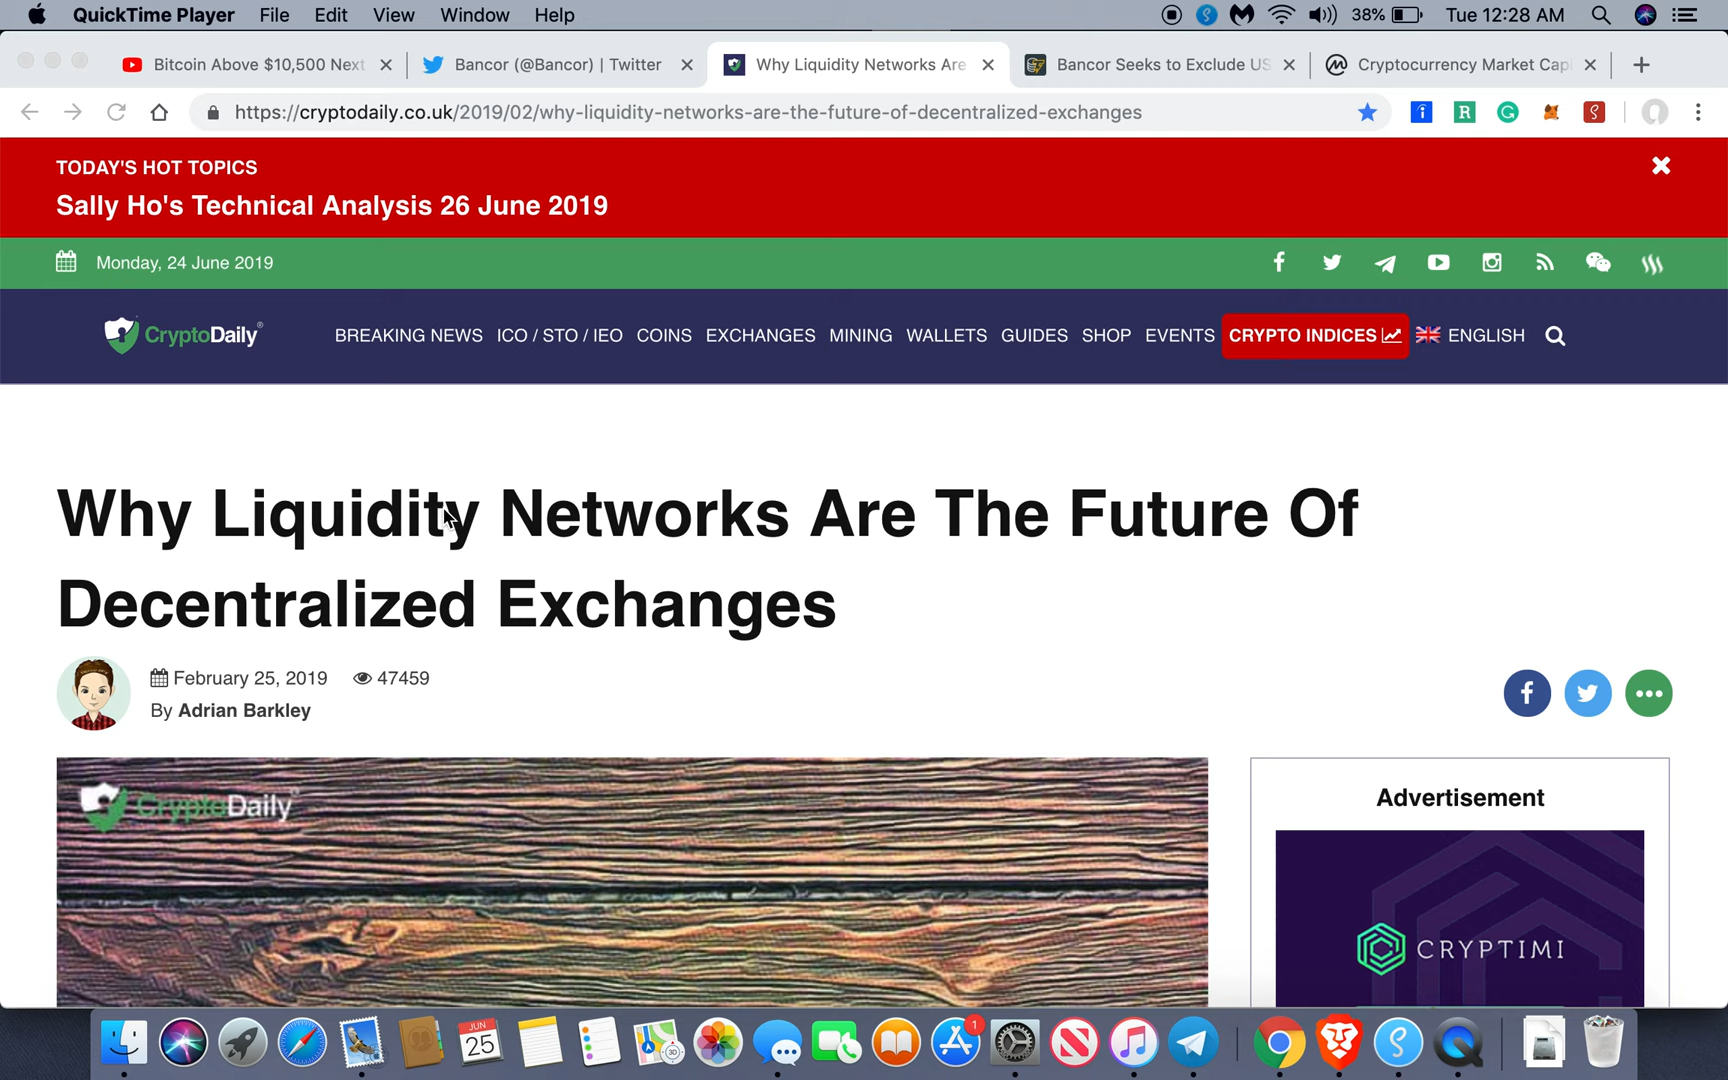 QuickTime Player File Edit View Window Help 38% Tue 12:28 AM
Bitcoin Above $10,500 Next Bancor (@Bancor) | Twitter Why Liquidity Networks Are Bancor Seeks to Exclude US Cryptocurrency Market Cap
https://cryptodaily.co.uk/2019/02/why-liquidity-networks-are-the-future-of-decentralized-exchanges
TODAY'S HOT TOPICS
Sally Ho's Technical Analysis 26 June 2019
Monday, 24 June 2019
CryptoDaily BREAKING NEWS ICO / STO / IEO COINS EXCHANGES MINING WALLETS GUIDES SHOP EVENTS CRYPTO INDICES ENGLISH
Why Liquidity Networks Are The Future Of
Decentralized Exchanges
February 25, 2019 47459
By Adrian Barkley
CryptoDaily
Advertisement
CRYPTIMI
JUN
25
1